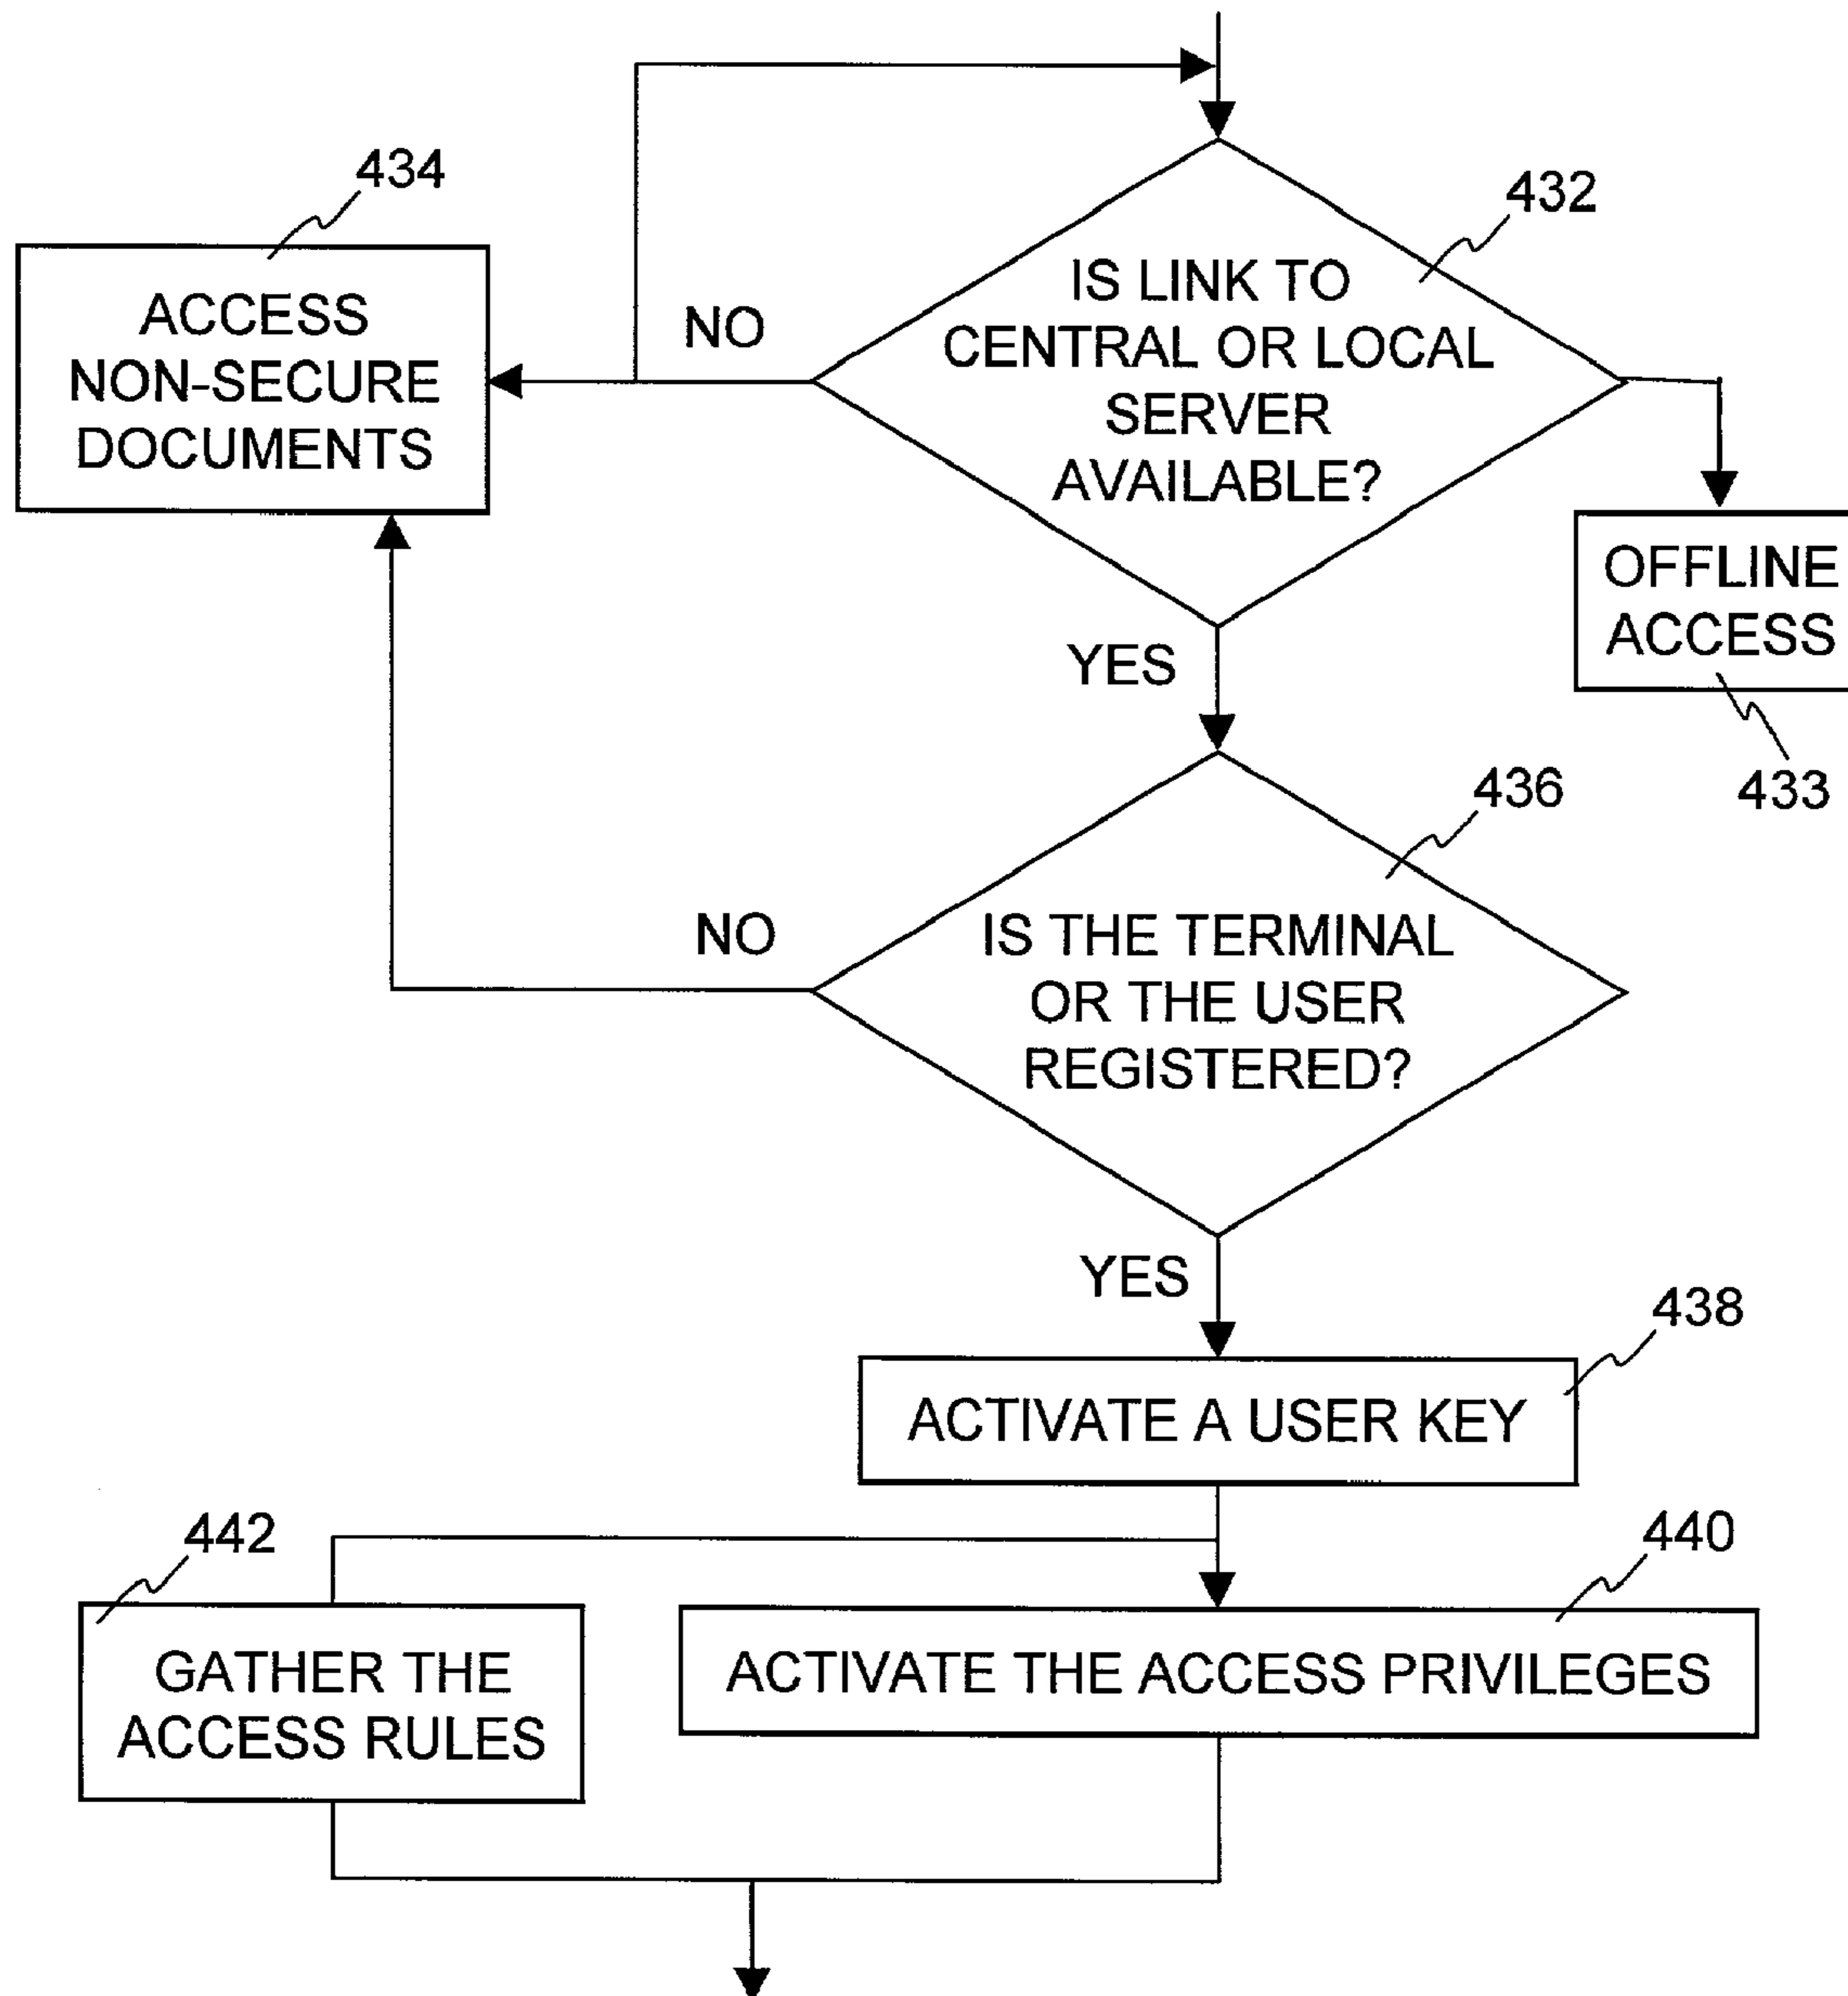 434
432
ACCESS
NON-SECURE
DOCUMENTS
NO
IS LINK TO
CENTRAL OR LOCAL
SERVER
AVAILABLE?
OFFLINE
ACCESS
433
YES
436
NO
IS THE TERMINAL
OR THE USER
REGISTERED?
YES
438
ACTIVATE A USER KEY
442
440
GATHER THE
ACCESS RULES
ACTIVATE THE ACCESS PRIVILEGES